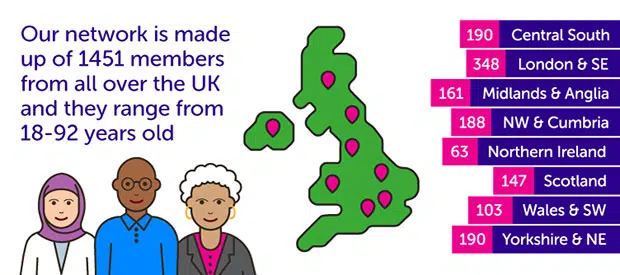 Our network is made
up of 1451 members
from all over the UK
and they range from
18-92 years old
190 Central South
348 London & SE
161 Midlands & Anglia
188 NW & Cumbria
63 Northern Ireland
147 Scotland
103 Wales & SW
190 Yorkshire & NE